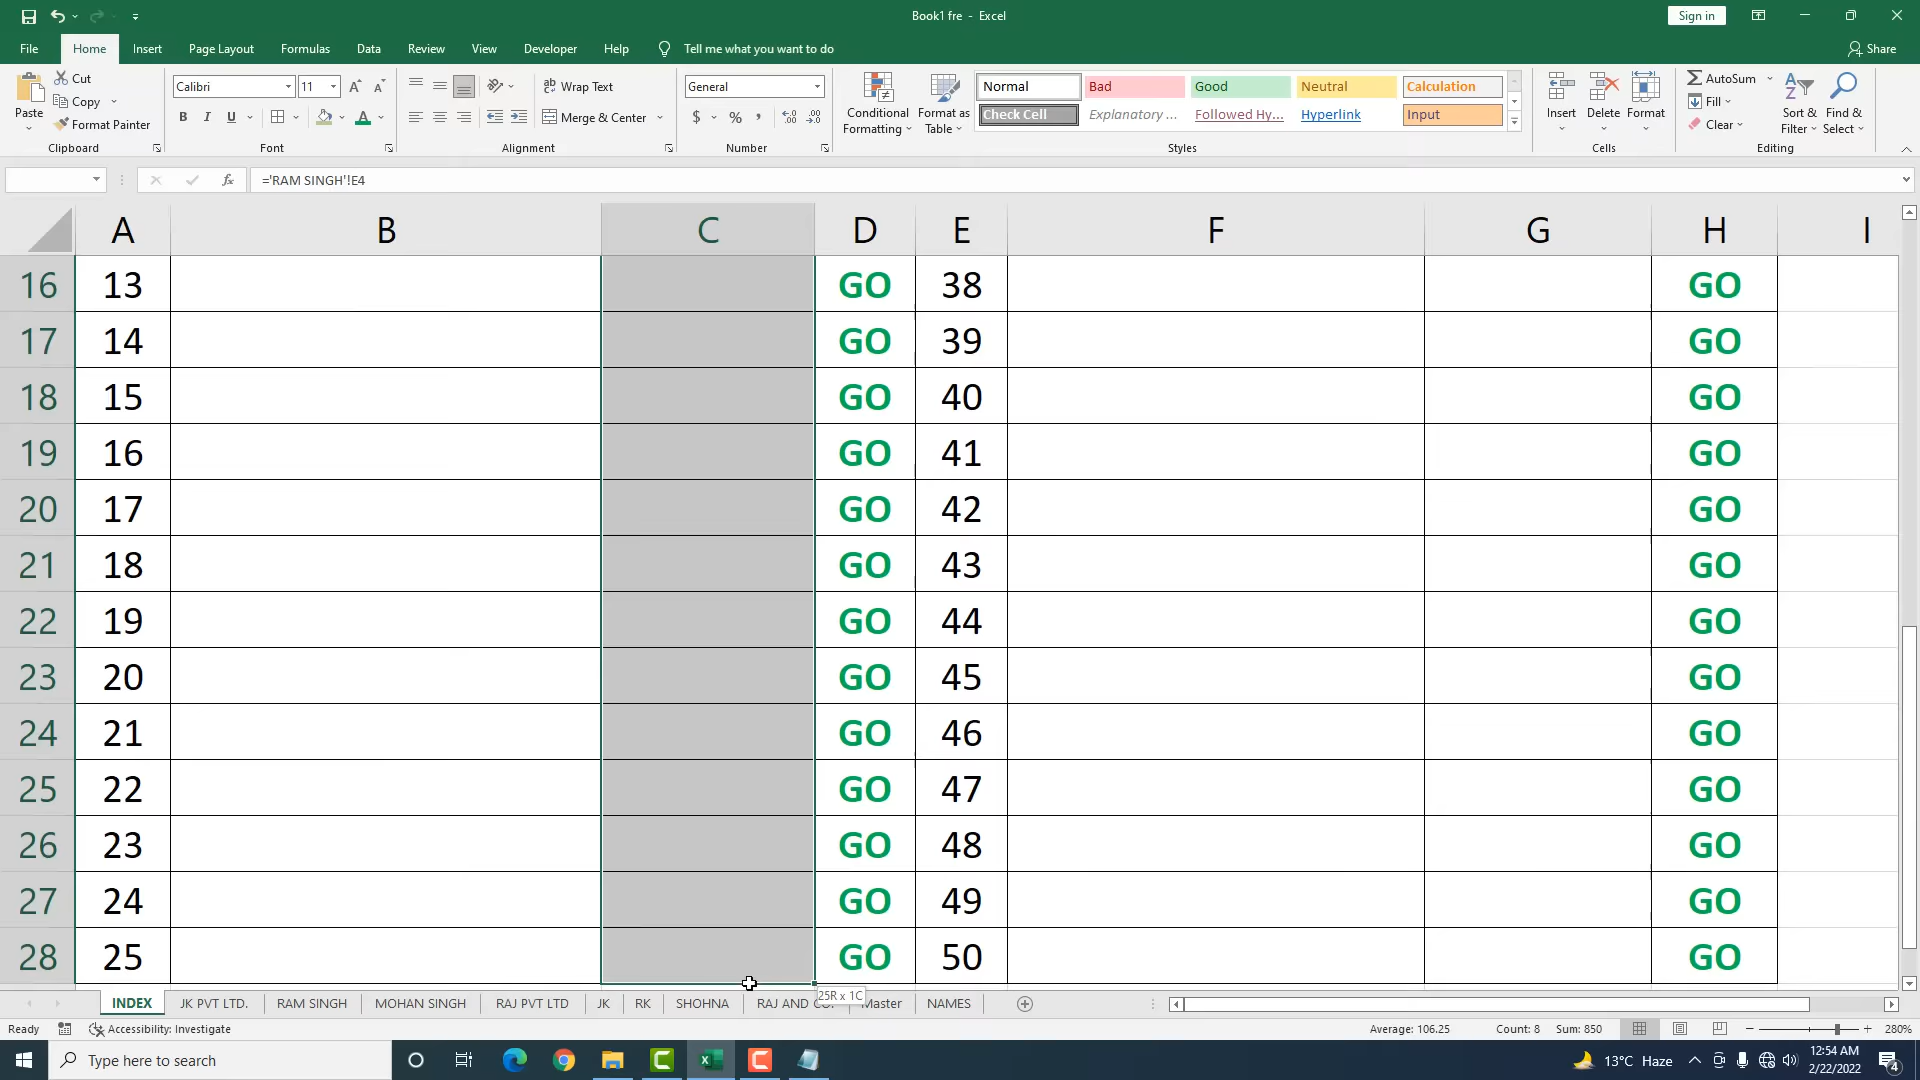 Book1 fre - Excel
Sign in
File Home Insert Page Layout Formulas Data Review View Developer Help Tell me what you want to do Share
Paste Cut Copy Format Painter Clipboard
Calibri 11 A A B I U A Font
Wrap Text Merge & Center Alignment
General $ % , Number
Conditional Formatting Format as Table
Normal Bad Good Neutral Calculation
Check Cell Explanatory ... Followed Hy... Hyperlink Input
Styles
Insert Delete Format Cells
AutoSum Fill Clear Sort & Filter Find & Select Editing
fx ='RAM SINGH'!E4
A B C D E F G H I
16 13 GO 38 GO
17 14 GO 39 GO
18 15 GO 40 GO
19 16 GO 41 GO
20 17 GO 42 GO
21 18 GO 43 GO
22 19 GO 44 GO
23 20 GO 45 GO
24 21 GO 46 GO
25 22 GO 47 GO
26 23 GO 48 GO
27 24 GO 49 GO
28 25 GO 50 GO
25R x 1C
INDEX JK PVT LTD. RAM SINGH MOHAN SINGH RAJ PVT LTD JK RK SHOHNA RAJ AND CO. Master NAMES
Ready Accessibility: Investigate Average: 106.25 Count: 8 Sum: 850 280%
Type here to search 13°C Haze 12:54 AM
2/22/2022 4